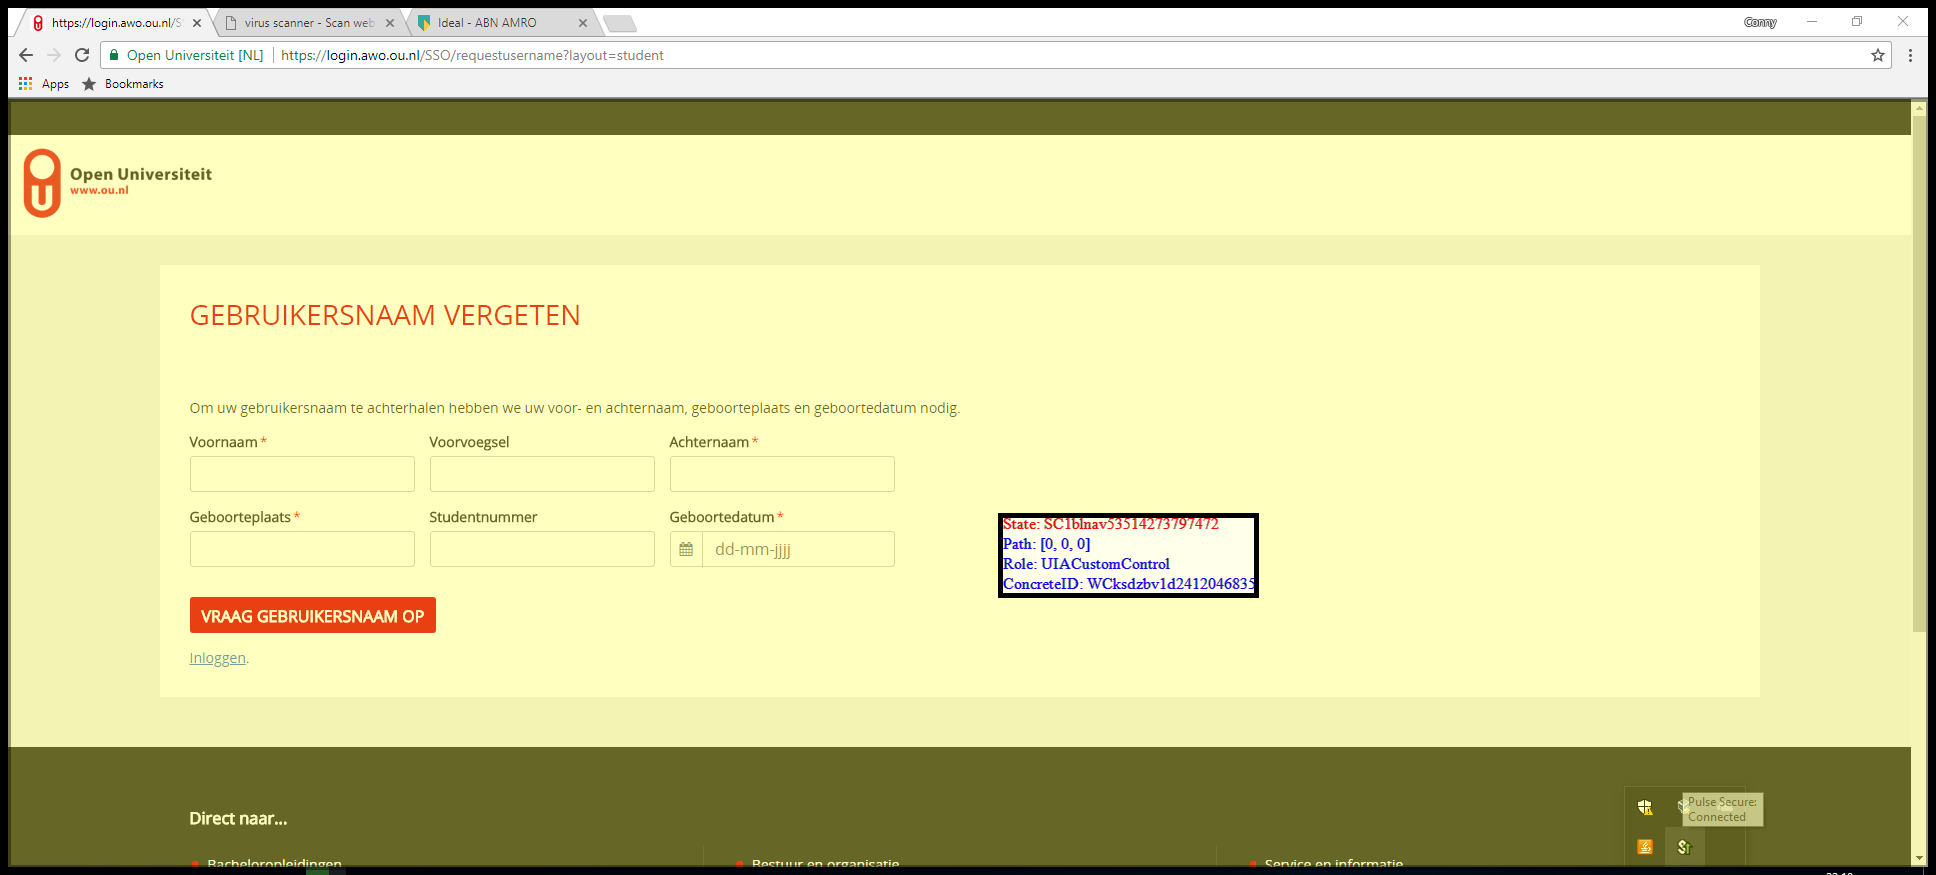 https://login.awo.ou.nl/S
virus scanner - Scan web
Ideal - ABN AMRO
Conny
Open Universiteit [NL]
https://login.awo.ou.nl/SSO/requestusername?layout=student
Apps
Bookmarks
Open Universiteit
www.ou.nl
GEBRUIKERSNAAM VERGETEN
Om uw gebruikersnaam te achterhalen hebben we uw voor- en achternaam, geboorteplaats en geboortedatum nodig.
Voornaam * Voorvoegsel Achternaam *
Geboorteplaats * Studentnummer Geboortedatum *
dd-mm-jjjj
State: SC1blnav53514273797472
Path: [0, 0, 0]
Role: UIACustomControl
ConcreteID: WCksdzbv1d2412046835
VRAAG GEBRUIKERSNAAM OP
Inloggen.
Direct naar...
Pulse Secure:
Connected
Bacheloropleidingen
Bestuur en organisatie
Service en informatie